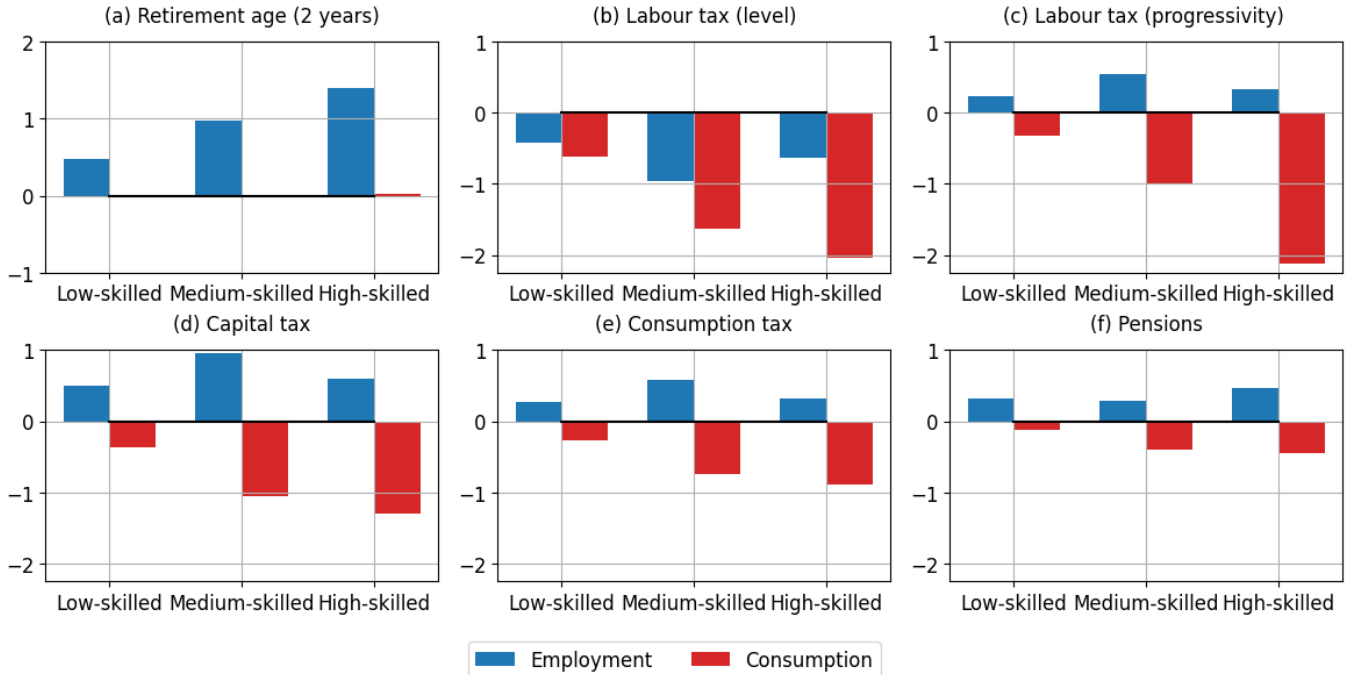 (a) Retirement age (2 years)
2
1
0
−1
Low-skilled Medium-skilled High-skilled
(b) Labour tax (level)
1
0
−1
−2
Low-skilled Medium-skilled High-skilled
(c) Labour tax (progressivity)
1
0
−1
−2
Low-skilled Medium-skilled High-skilled
(d) Capital tax
1
0
−1
−2
Low-skilled Medium-skilled High-skilled
(e) Consumption tax
1
0
−1
−2
Low-skilled Medium-skilled High-skilled
(f) Pensions
1
0
−1
−2
Low-skilled Medium-skilled High-skilled
Employment Consumption